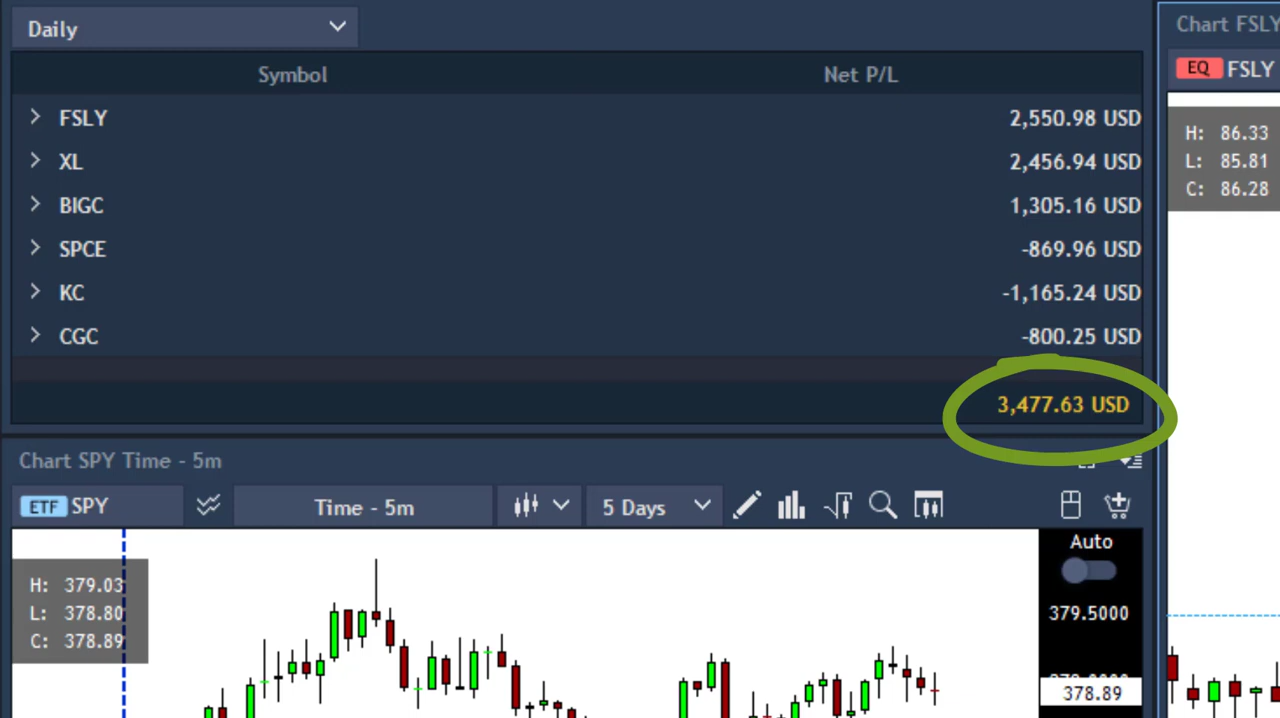 Daily
Symbol Net P/L
FSLY 2,550.98 USD
XL 2,456.94 USD
BIGC 1,305.16 USD
SPCE -869.96 USD
KC -1,165.24 USD
CGC -800.25 USD
3,477.63 USD
Chart SPY Time - 5m
ETF SPY Time - 5m 5 Days
H: 379.03
L: 378.80
C: 378.89
Auto
379.5000
378.89
Chart FSLY
EQ FSLY
H: 86.33
L: 85.81
C: 86.28